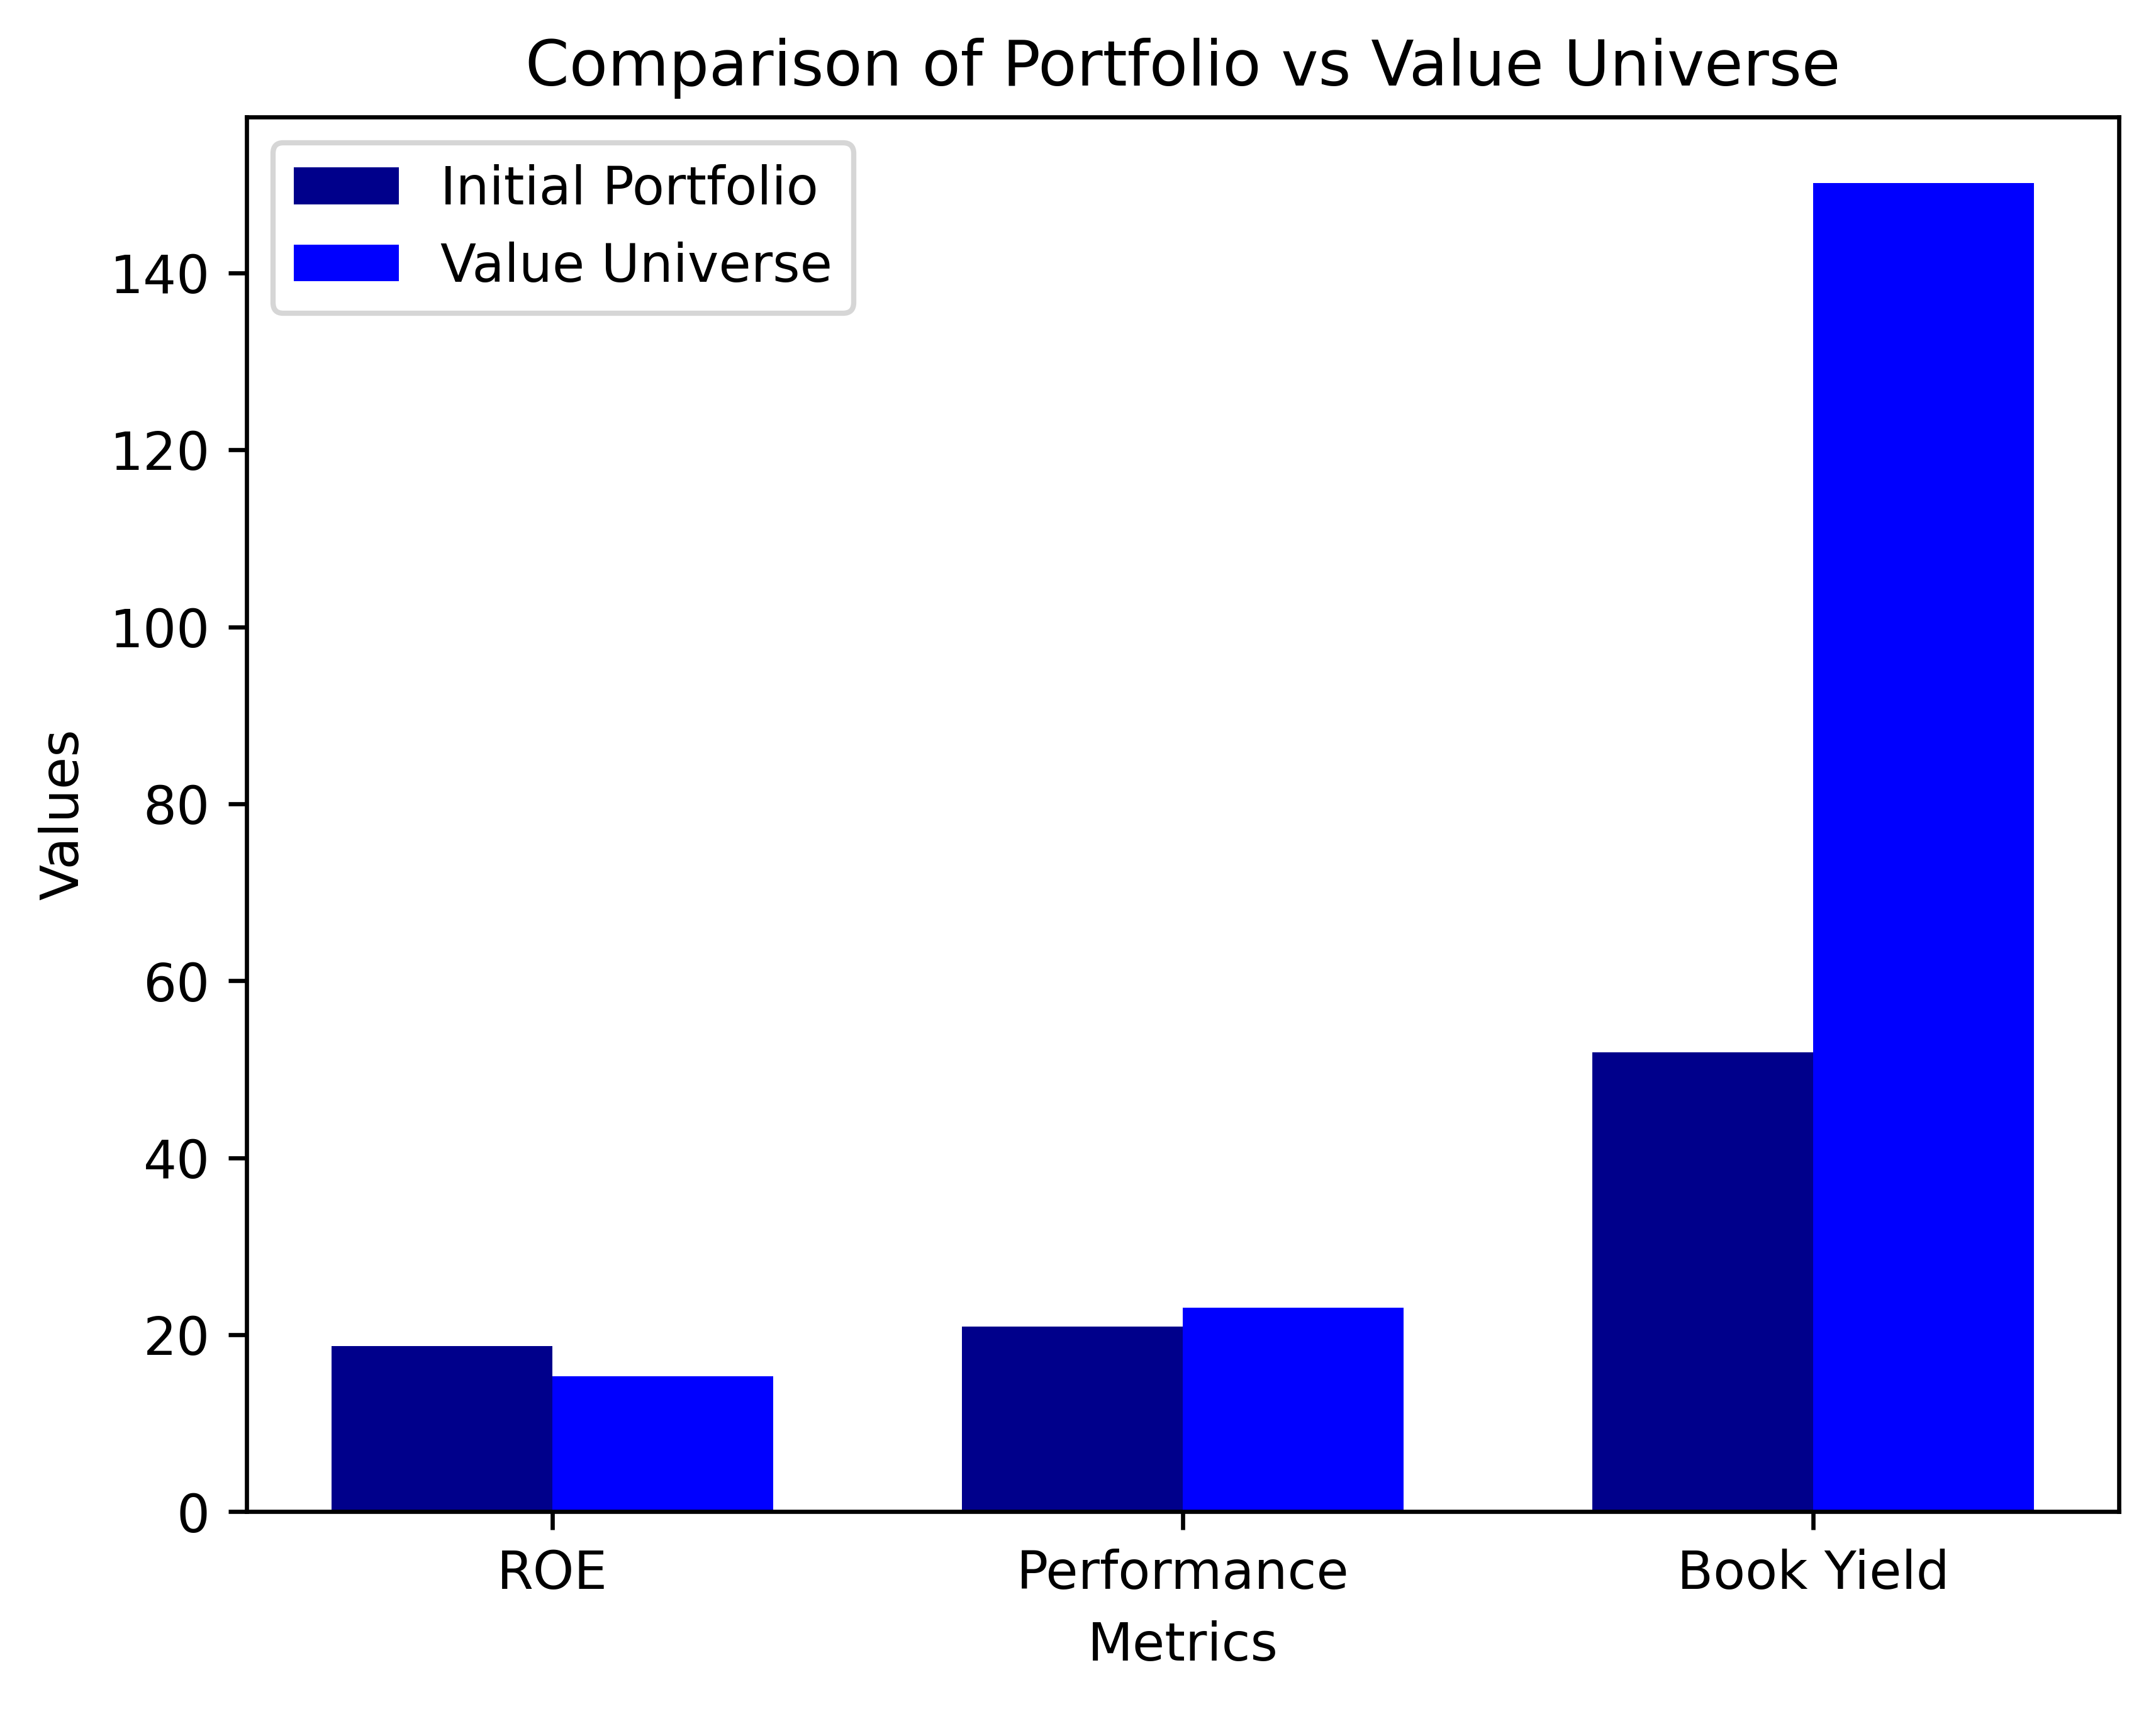 Comparison of Portfolio vs Value Universe
Initial Portfolio
Value Universe
140
120
100
80
60
40
20
0
Values
ROE
Performance
Book Yield
Metrics